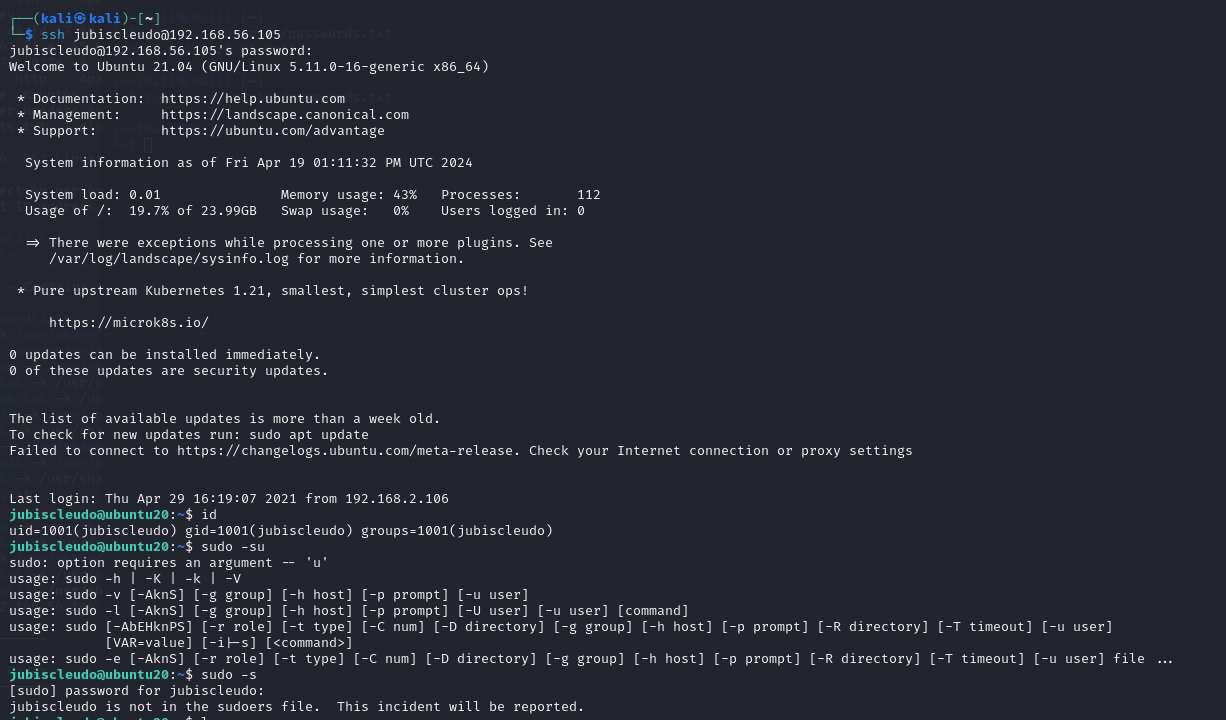 ┌──(kali㉿kali)-[~]
└─$ ssh jubiscleudo@192.168.56.105
jubiscleudo@192.168.56.105's password:
Welcome to Ubuntu 21.04 (GNU/Linux 5.11.0-16-generic x86_64)
 * Documentation:  https://help.ubuntu.com
 * Management:     https://landscape.canonical.com
 * Support:        https://ubuntu.com/advantage
  System information as of Fri Apr 19 01:11:32 PM UTC 2024
  System load: 0.01               Memory usage: 43%   Processes:       112
  Usage of /:  19.7% of 23.99GB   Swap usage:   0%    Users logged in: 0
  => There were exceptions while processing one or more plugins. See
     /var/log/landscape/sysinfo.log for more information.
 * Pure upstream Kubernetes 1.21, smallest, simplest cluster ops!
     https://microk8s.io/
0 updates can be installed immediately.
0 of these updates are security updates.
The list of available updates is more than a week old.
To check for new updates run: sudo apt update
Failed to connect to https://changelogs.ubuntu.com/meta-release. Check your Internet connection or proxy settings
Last login: Thu Apr 29 16:19:07 2021 from 192.168.2.106
jubiscleudo@ubuntu20:~$ id
uid=1001(jubiscleudo) gid=1001(jubiscleudo) groups=1001(jubiscleudo)
jubiscleudo@ubuntu20:~$ sudo -su
sudo: option requires an argument -- 'u'
usage: sudo -h | -K | -k | -V
usage: sudo -v [-AknS] [-g group] [-h host] [-p prompt] [-u user]
usage: sudo -l [-AknS] [-g group] [-h host] [-p prompt] [-U user] [-u user] [command]
usage: sudo [-AbEHknPS] [-r role] [-t type] [-C num] [-D directory] [-g group] [-h host] [-p prompt] [-R directory] [-T timeout] [-u user]
            [VAR=value] [-i|-s] [<command>]
usage: sudo -e [-AknS] [-r role] [-t type] [-C num] [-D directory] [-g group] [-h host] [-p prompt] [-R directory] [-T timeout] [-u user] file ...
jubiscleudo@ubuntu20:~$ sudo -s
[sudo] password for jubiscleudo:
jubiscleudo is not in the sudoers file.  This incident will be reported.